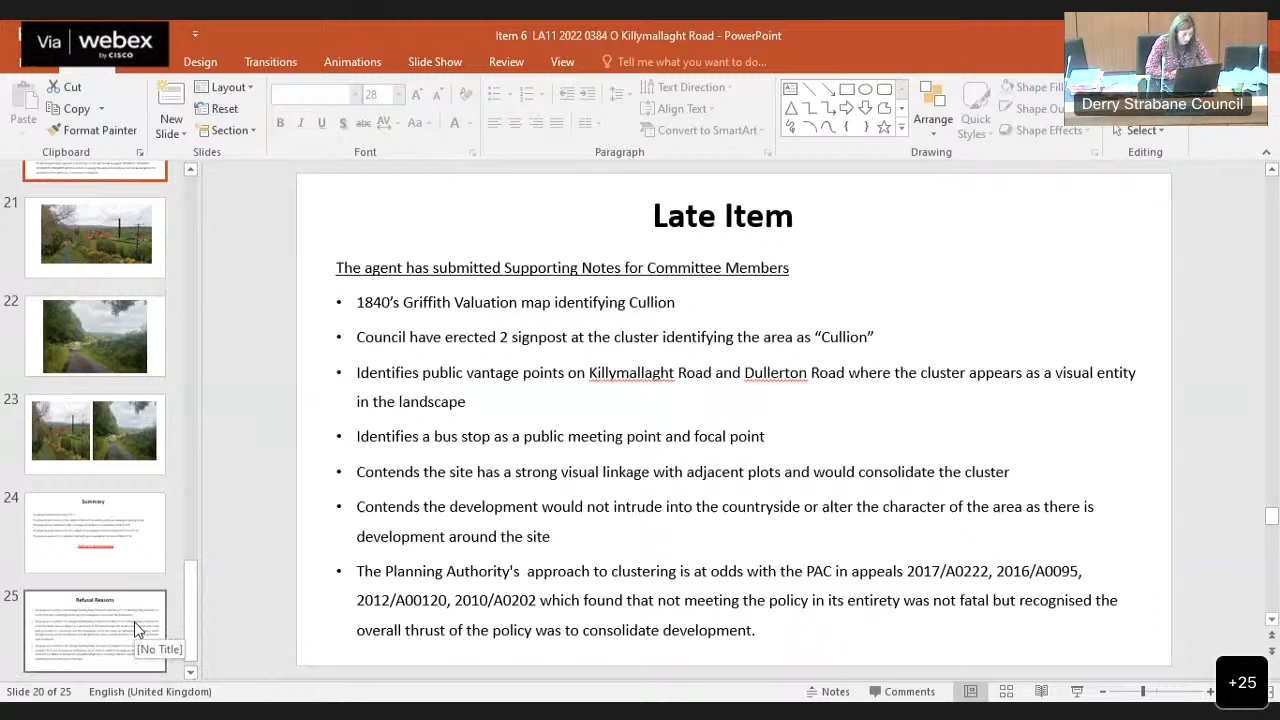 Via webex
by CISCO
Item 6 LA11 2022 0384 O Killymallaght Road - PowerPoint
Design Transitions Animations Slide Show Review View Tell me what you want to do...
Derry Strabane Council
Paste
Cut
Copy
Format Painter
Clipboard
New
Slide
Layout
Reset
Section
Slides
28
B I U S abc AV Aa A
Font
Text Direction
Align Text
Convert to SmartArt
Paragraph
Arrange
Quick
Styles
Shape Fill
Shape
Shape Effects
Drawing
Select
Editing
21
22
23
24
Summary
25
Refusal Reasons
[No Title]
Late Item
The agent has submitted Supporting Notes for Committee Members
• 1840’s Griffith Valuation map identifying Cullion
• Council have erected 2 signpost at the cluster identifying the area as “Cullion”
• Identifies public vantage points on Killymallaght Road and Dullerton Road where the cluster appears as a visual entity
in the landscape
• Identifies a bus stop as a public meeting point and focal point
• Contends the site has a strong visual linkage with adjacent plots and would consolidate the cluster
• Contends the development would not intrude into the countryside or alter the character of the area as there is
development around the site
• The Planning Authority's approach to clustering is at odds with the PAC in appeals 2017/A0222, 2016/A0095,
2012/A00120, 2010/A0202 which found that not meeting the policy in its entirety was not fatal but recognised the
overall thrust of the policy was to consolidate development.
Slide 20 of 25 English (United Kingdom)
Notes Comments
+25